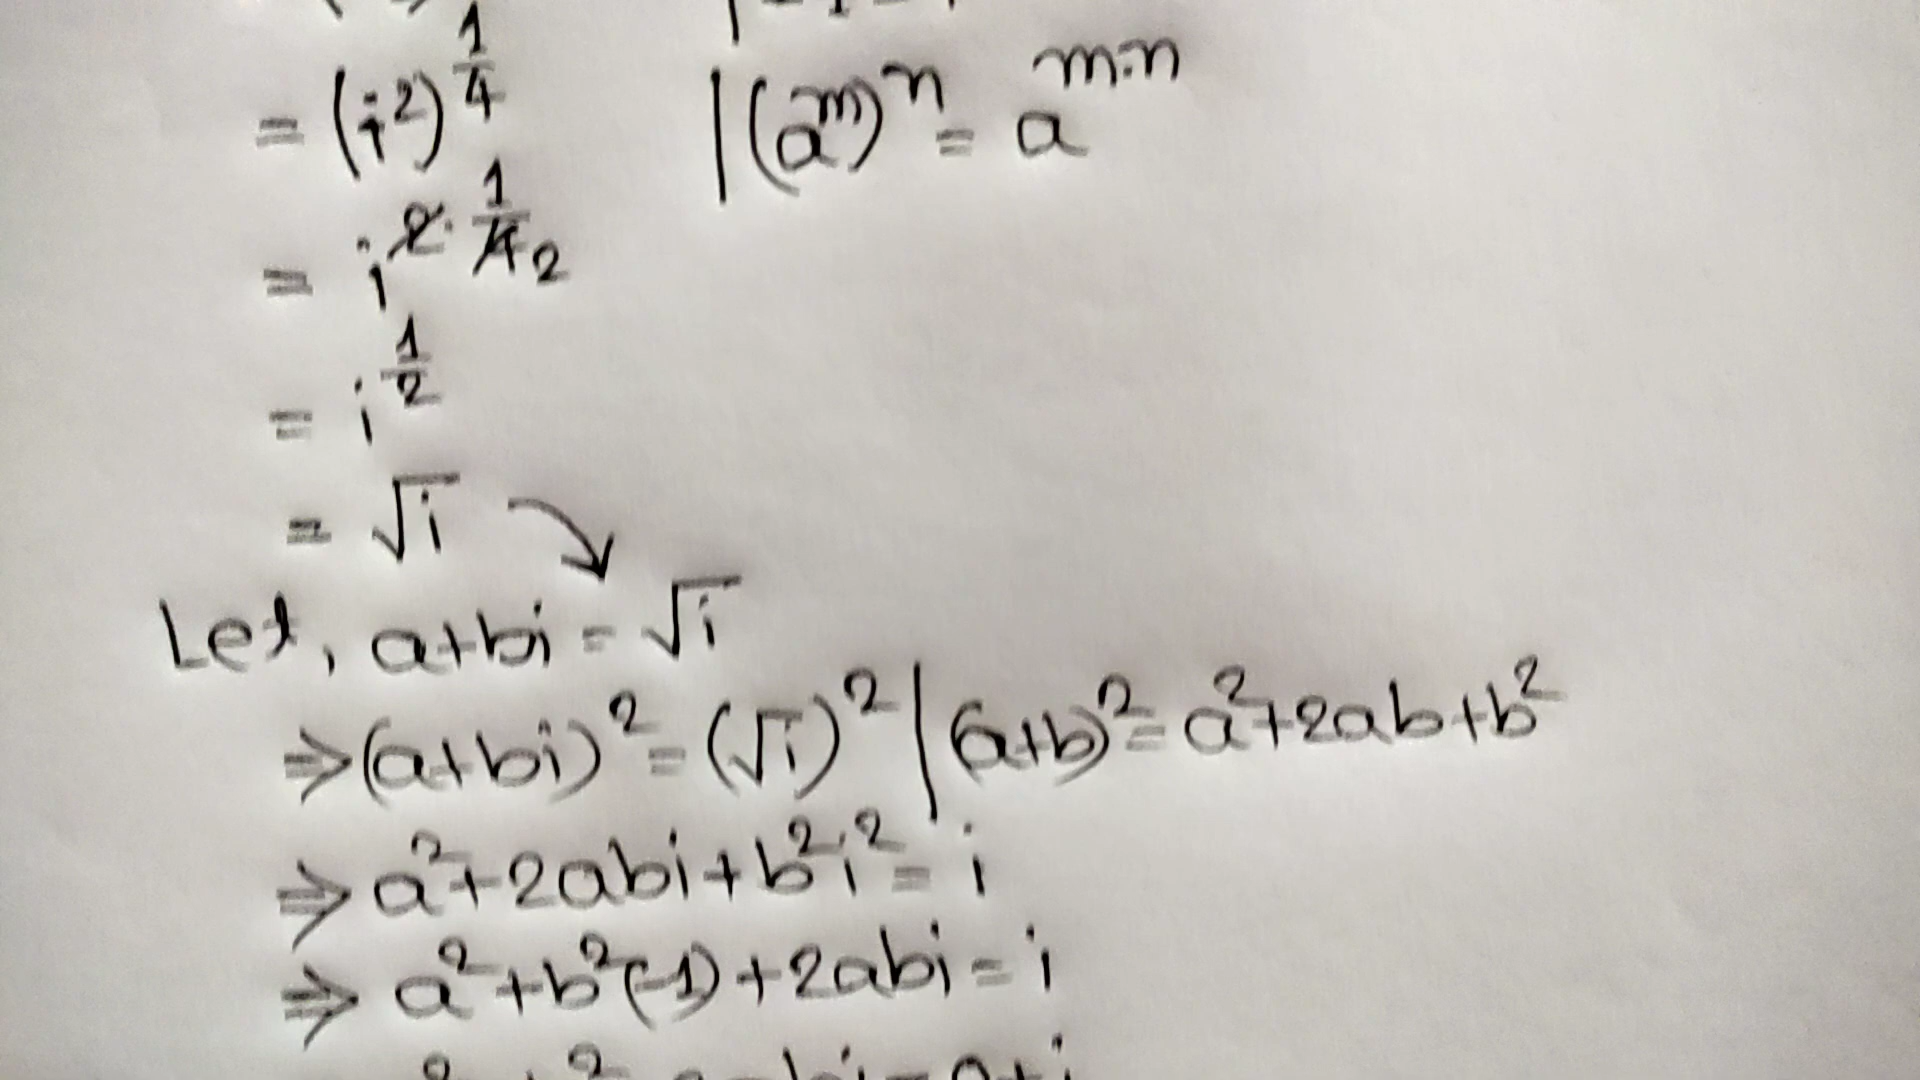 = (i²)^(1/4) | (a^m)^n = a^(m·n)
= i^(2·1/4) 2
= i^(1/2)
= √i
Let, a+bi = √i
⇒ (a+bi)² = (√i)² | (a+b)² = a²+2ab+b²
⇒ a²+2abi+b²i² = i
⇒ a²+b²(-1)+2abi = i